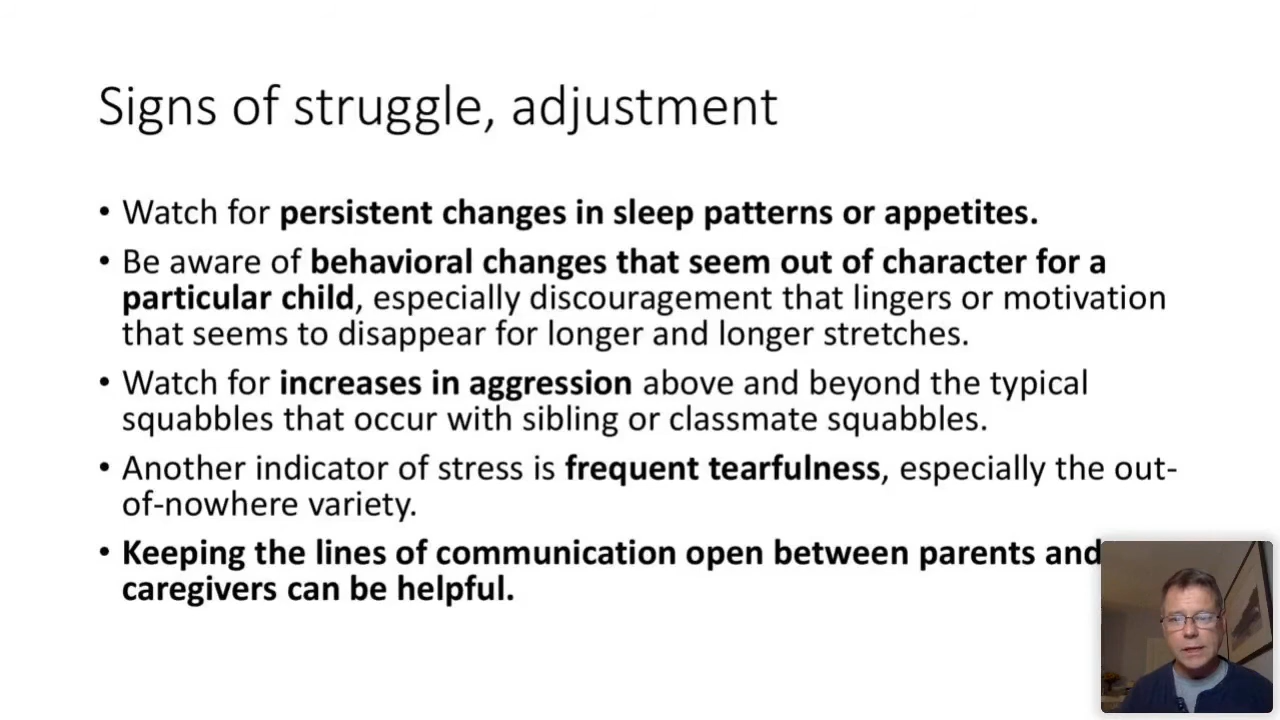 Signs of struggle, adjustment
• Watch for persistent changes in sleep patterns or appetites.
• Be aware of behavioral changes that seem out of character for a
particular child, especially discouragement that lingers or motivation
that seems to disappear for longer and longer stretches.
• Watch for increases in aggression above and beyond the typical
squabbles that occur with sibling or classmate squabbles.
• Another indicator of stress is frequent tearfulness, especially the out-
of-nowhere variety.
• Keeping the lines of communication open between parents and
caregivers can be helpful.